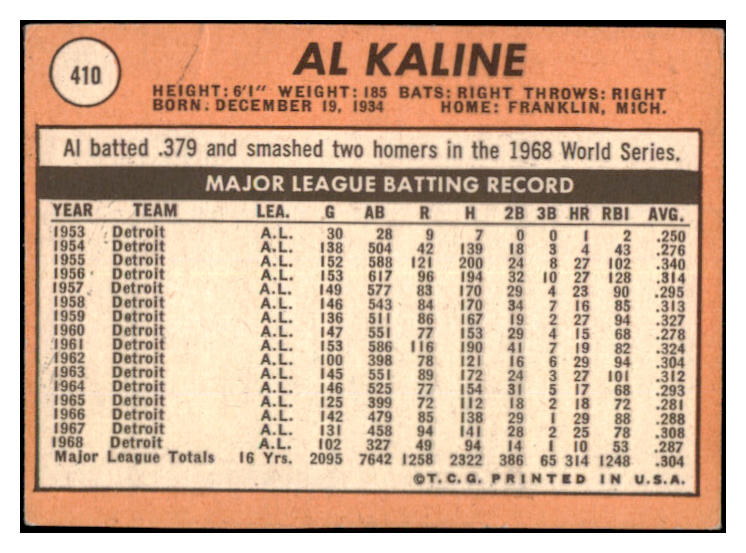 410
AL KALINE
HEIGHT: 6'1" WEIGHT: 185 BATS: RIGHT THROWS: RIGHT
BORN: DECEMBER 19, 1934 HOME: FRANKLIN, MICH.
Al batted .379 and smashed two homers in the 1968 World Series.
MAJOR LEAGUE BATTING RECORD
YEAR TEAM LEA. G AB R H 2B 3B HR RBI AVG.
1953 Detroit A.L. 30 28 9 7 0 0 1 2 .250
1954 Detroit A.L. 138 504 42 139 18 3 4 43 .276
1955 Detroit A.L. 152 588 121 200 24 8 27 102 .340
1956 Detroit A.L. 153 617 96 194 32 10 27 128 .314
1957 Detroit A.L. 149 577 83 170 29 4 23 90 .295
1958 Detroit A.L. 146 543 84 170 34 7 16 85 .313
1959 Detroit A.L. 136 511 86 167 19 2 27 94 .327
1960 Detroit A.L. 147 551 77 153 29 4 15 68 .278
1961 Detroit A.L. 153 586 116 190 41 7 19 82 .324
1962 Detroit A.L. 100 398 78 121 16 6 29 94 .304
1963 Detroit A.L. 145 551 89 172 24 3 27 101 .312
1964 Detroit A.L. 146 525 77 154 31 5 17 68 .293
1965 Detroit A.L. 125 399 72 112 18 2 18 72 .281
1966 Detroit A.L. 142 479 85 138 29 1 29 88 .288
1967 Detroit A.L. 131 458 94 141 28 2 25 78 .308
1968 Detroit A.L. 102 327 49 94 14 1 10 53 .287
Major League Totals 16 Yrs. 2095 7642 1258 2322 386 65 314 1248 .304
©T.C.G. PRINTED IN U.S.A.